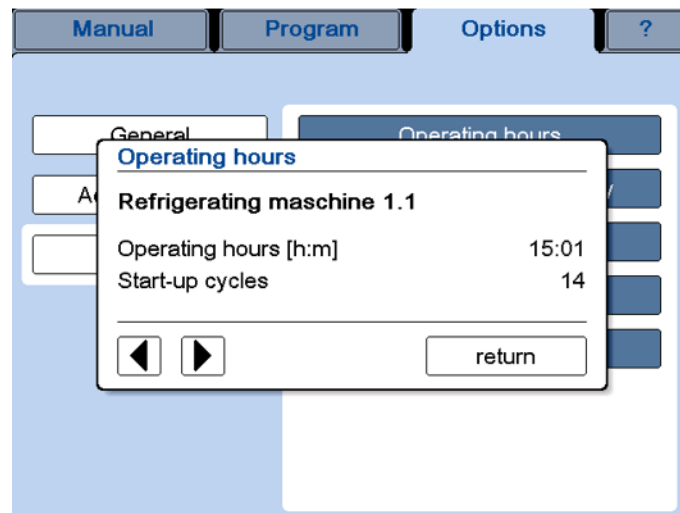 Manual Program Options ?
General Operating hours
Operating hours
Refrigerating maschine 1.1
Operating hours [h:m] 15:01
Start-up cycles 14
return